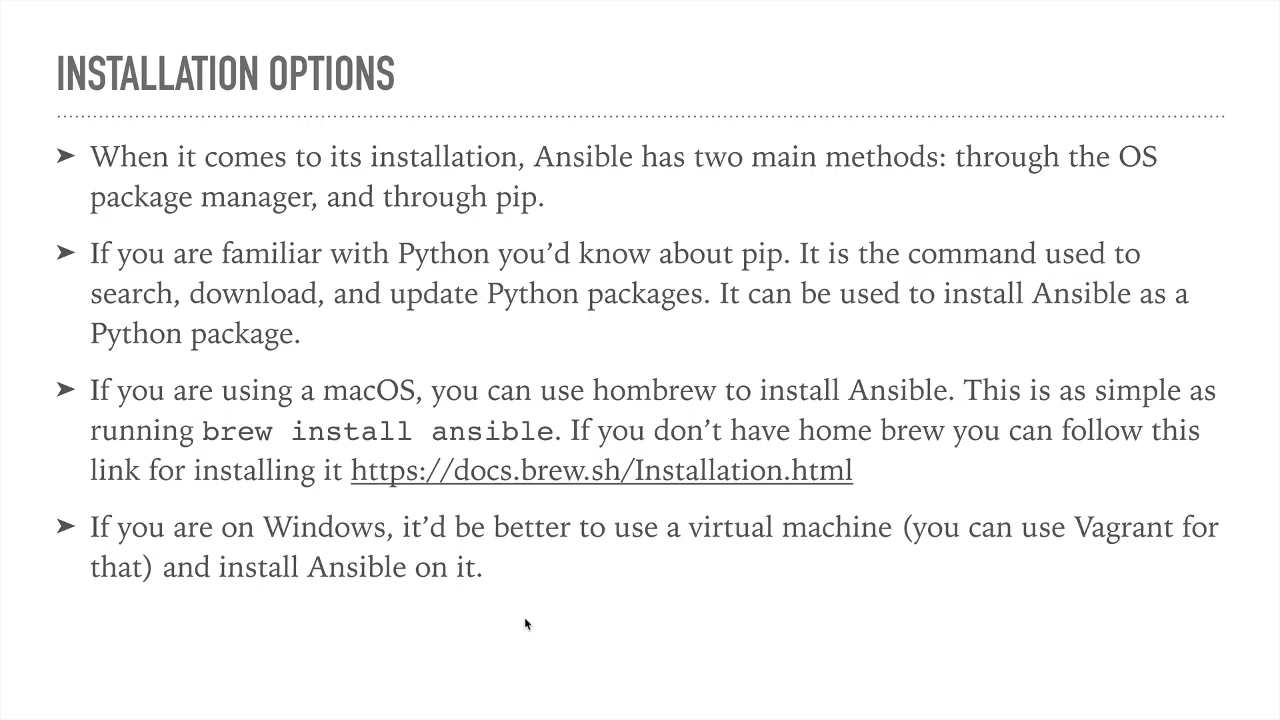 INSTALLATION OPTIONS
➤ When it comes to its installation, Ansible has two main methods: through the OS
package manager, and through pip.
➤ If you are familiar with Python you’d know about pip. It is the command used to
search, download, and update Python packages. It can be used to install Ansible as a
Python package.
➤ If you are using a macOS, you can use hombrew to install Ansible. This is as simple as
running brew install ansible. If you don’t have home brew you can follow this
link for installing it https://docs.brew.sh/Installation.html
➤ If you are on Windows, it’d be better to use a virtual machine (you can use Vagrant for
that) and install Ansible on it.